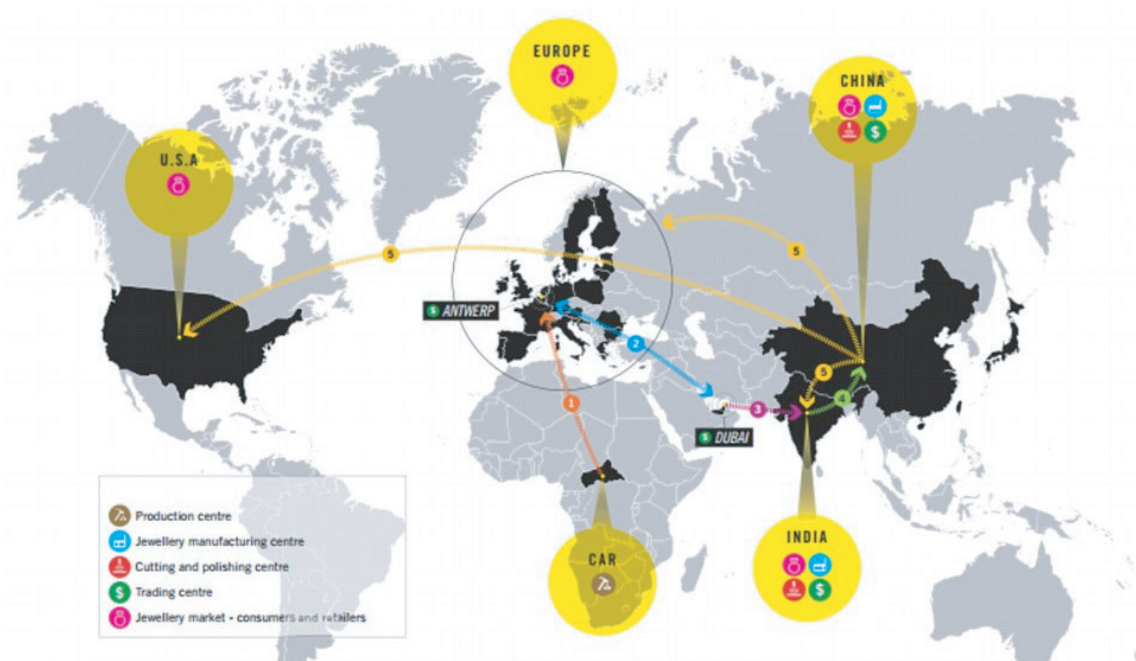 EUROPE
CHINA
$
U.S.A
5
5
$ ANTWERP
2
5
4
1
3
$ DUBAI
Production centre
Jewellery manufacturing centre
Cutting and polishing centre
$ Trading centre
Jewellery market - consumers and retailers
CAR
INDIA
$